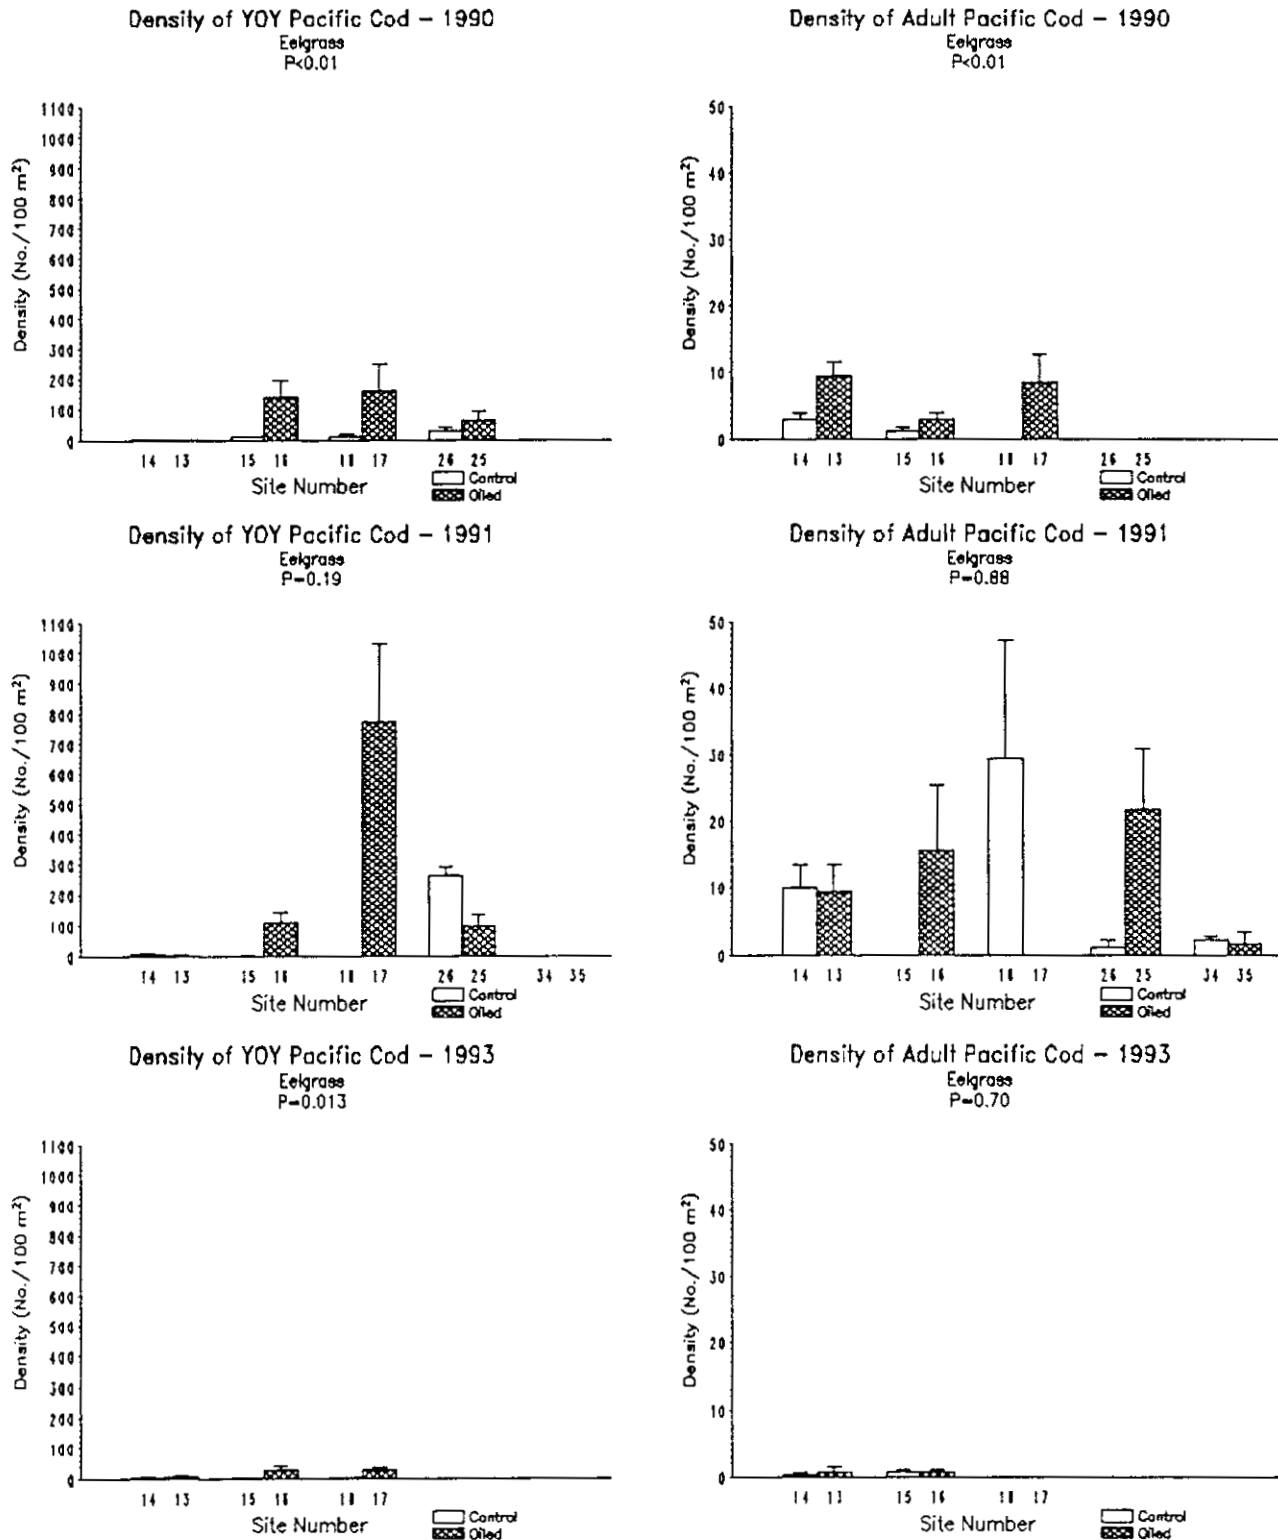 Density of YOY Pacific Cod – 1990
Eelgrass
P<0.01
1100
1000
900
800
700
600
500
400
300
200
100
0
Density (No./100 m²)
14 13 15 16 18 17 26 25
Site Number
Control
Oiled
Density of Adult Pacific Cod – 1990
Eelgrass
P<0.01
50
40
30
20
10
0
Density (No./100 m²)
14 13 15 16 18 17 26 25
Site Number
Control
Oiled
Density of YOY Pacific Cod – 1991
Eelgrass
P=0.19
1100
1000
900
800
700
600
500
400
300
200
100
0
Density (No./100 m²)
14 13 15 16 18 17 26 25 34 35
Site Number
Control
Oiled
Density of Adult Pacific Cod – 1991
Eelgrass
P=0.88
50
40
30
20
10
0
Density (No./100 m²)
14 13 15 16 18 17 26 25 34 35
Site Number
Control
Oiled
Density of YOY Pacific Cod – 1993
Eelgrass
P=0.013
1100
1000
900
800
700
600
500
400
300
200
100
0
Density (No./100 m²)
14 13 15 16 18 17
Site Number
Control
Oiled
Density of Adult Pacific Cod – 1993
Eelgrass
P=0.70
50
40
30
20
10
0
Density (No./100 m²)
14 13 15 16 18 17
Site Number
Control
Oiled